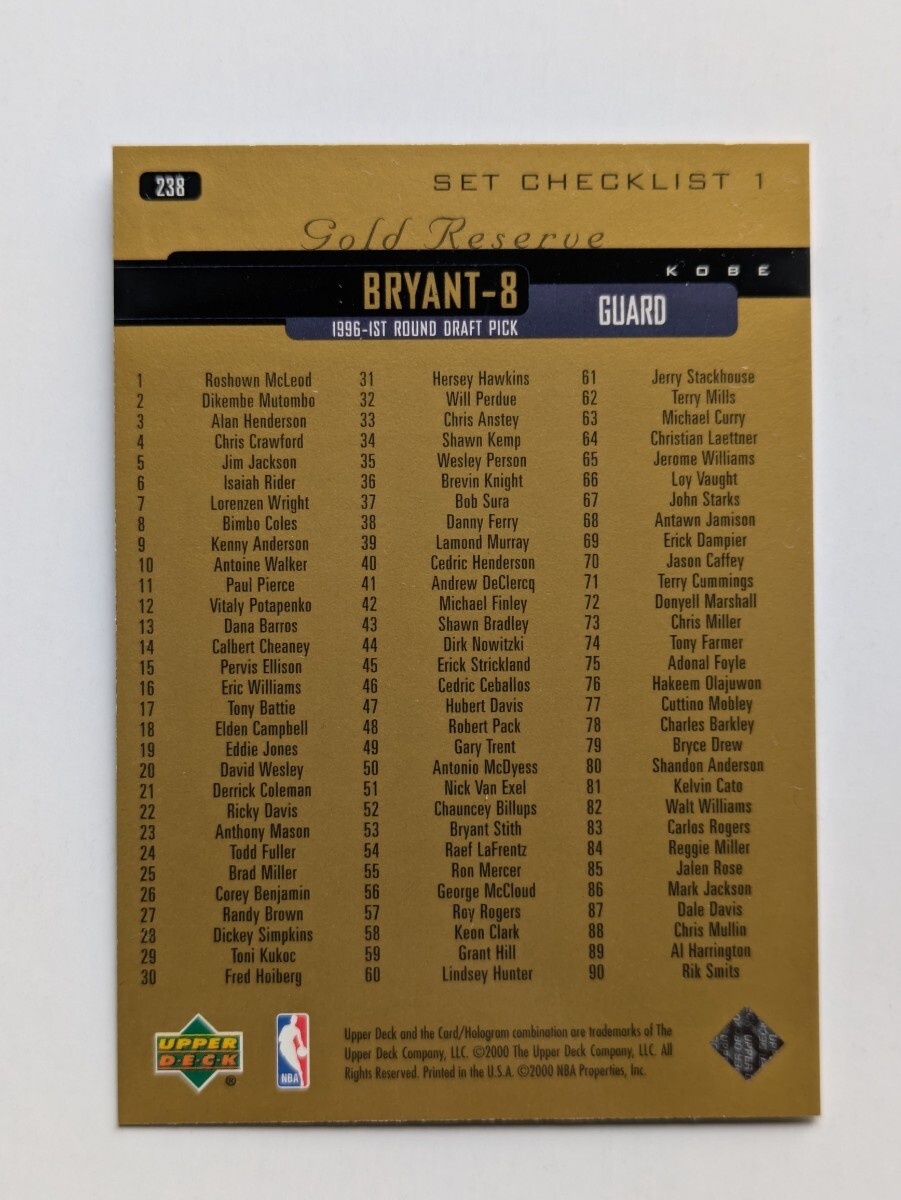 238
SET CHECKLIST 1
Gold Reserve
KOBE
BRYANT-8
GUARD
1996-1ST ROUND DRAFT PICK
1 Roshown McLeod 31 Hersey Hawkins 61 Jerry Stackhouse
2 Dikembe Mutombo 32 Will Perdue 62 Terry Mills
3 Alan Henderson 33 Chris Anstey 63 Michael Curry
4 Chris Crawford 34 Shawn Kemp 64 Christian Laettner
5 Jim Jackson 35 Wesley Person 65 Jerome Williams
6 Isaiah Rider 36 Brevin Knight 66 Loy Vaught
7 Lorenzen Wright 37 Bob Sura 67 John Starks
8 Bimbo Coles 38 Danny Ferry 68 Antawn Jamison
9 Kenny Anderson 39 Lamond Murray 69 Erick Dampier
10 Antoine Walker 40 Cedric Henderson 70 Jason Caffey
11 Paul Pierce 41 Andrew DeClercq 71 Terry Cummings
12 Vitaly Potapenko 42 Michael Finley 72 Donyell Marshall
13 Dana Barros 43 Shawn Bradley 73 Chris Miller
14 Calbert Cheaney 44 Dirk Nowitzki 74 Tony Farmer
15 Pervis Ellison 45 Erick Strickland 75 Adonal Foyle
16 Eric Williams 46 Cedric Ceballos 76 Hakeem Olajuwon
17 Tony Battie 47 Hubert Davis 77 Cuttino Mobley
18 Elden Campbell 48 Robert Pack 78 Charles Barkley
19 Eddie Jones 49 Gary Trent 79 Bryce Drew
20 David Wesley 50 Antonio McDyess 80 Shandon Anderson
21 Derrick Coleman 51 Nick Van Exel 81 Kelvin Cato
22 Ricky Davis 52 Chauncey Billups 82 Walt Williams
23 Anthony Mason 53 Bryant Stith 83 Carlos Rogers
24 Todd Fuller 54 Raef LaFrentz 84 Reggie Miller
25 Brad Miller 55 Ron Mercer 85 Jalen Rose
26 Corey Benjamin 56 George McCloud 86 Mark Jackson
27 Randy Brown 57 Roy Rogers 87 Dale Davis
28 Dickey Simpkins 58 Keon Clark 88 Chris Mullin
29 Toni Kukoc 59 Grant Hill 89 Al Harrington
30 Fred Hoiberg 60 Lindsey Hunter 90 Rik Smits
UPPER
DECK
®
NBA
Upper Deck and the Card/Hologram combination are trademarks of The
Upper Deck Company, LLC. ©2000 The Upper Deck Company, LLC. All
Rights Reserved. Printed in the U.S.A. ©2000 NBA Properties, Inc.